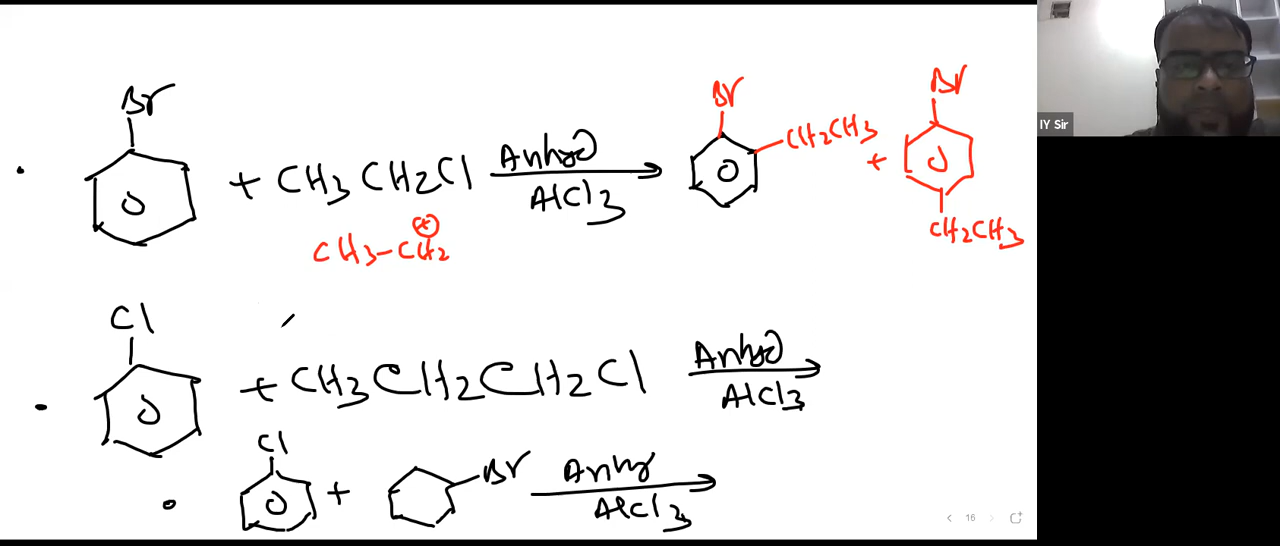 Br
Br
Br
+ CH3CH2Cl Anhyd AlCl3 → CH2CH3 +
CH3-CH2 ⊕
CH2CH3
Cl
+ CH3CH2CH2Cl Anhyd AlCl3 →
Cl
+ Br Anhy AlCl3 →
IY Sir
16